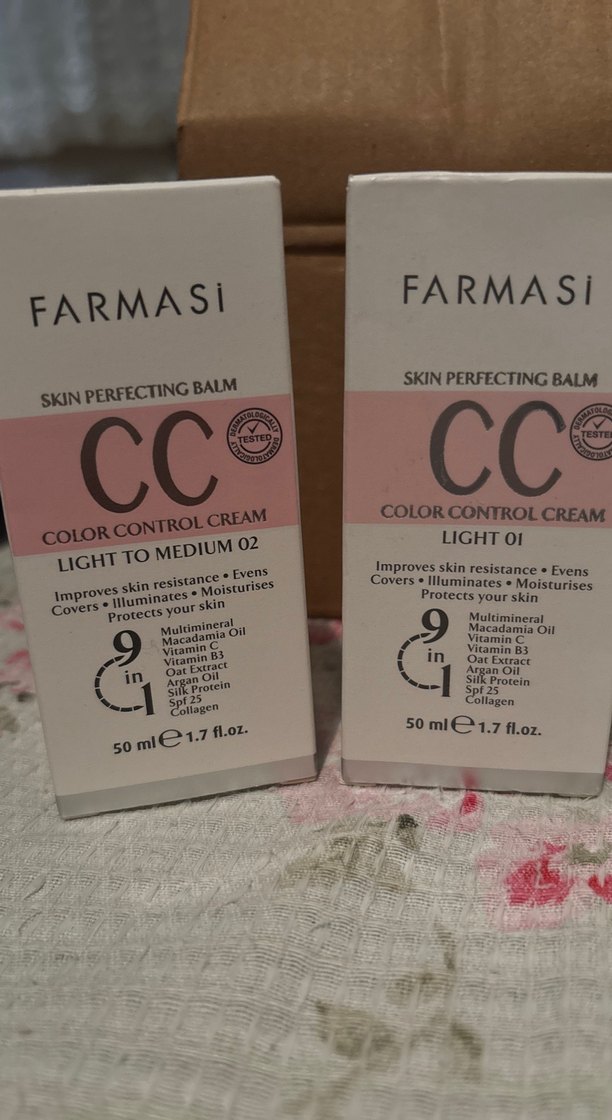 FARMASİ
SKIN PERFECTING BALM
CC
DERMATOLOGICALLY
TESTED
DERMATOLOGICALLY
COLOR CONTROL CREAM
LIGHT TO MEDIUM 02
Improves skin resistance • Evens
Covers • Illuminates • Moisturises
Protects your skin
9
in
1
Multimineral
Macadamia Oil
Vitamin C
Vitamin B3
Oat Extract
Argan Oil
Silk Protein
Spf 25
Collagen
50 ml ℮ 1.7 fl.oz.
FARMASİ
SKIN PERFECTING BALM
CC
TESTED
COLOR CONTROL CREAM
LIGHT 01
Improves skin resistance • Evens
Covers • Illuminates • Moisturises
Protects your skin
9
in
1
Multimineral
Macadamia Oil
Vitamin C
Vitamin B3
Oat Extract
Argan Oil
Silk Protein
Spf 25
Collagen
50 ml ℮ 1.7 fl.oz.